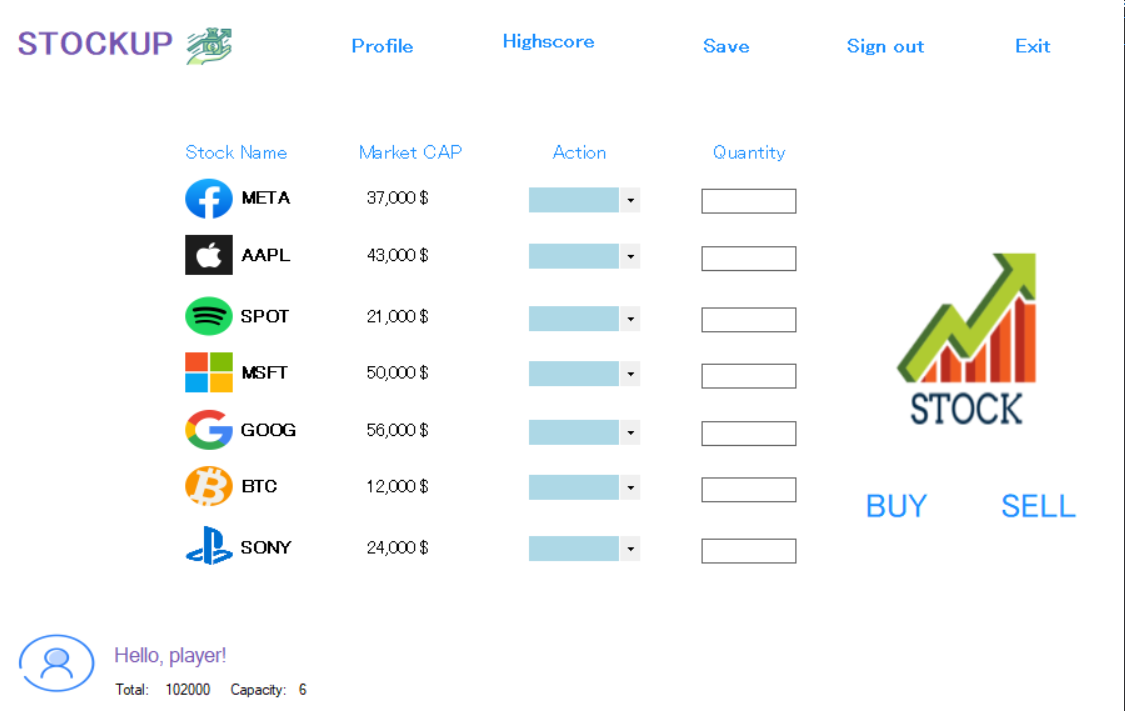 STOCKUP Profile Highscore Save Sign out Exit
Stock Name Market CAP Action Quantity
META 37,000 $
AAPL 43,000 $
SPOT 21,000 $
MSFT 50,000 $
GOOG 56,000 $
BTC 12,000 $
SONY 24,000 $
STOCK
BUY SELL
Hello, player!
Total: 102000 Capacity: 6